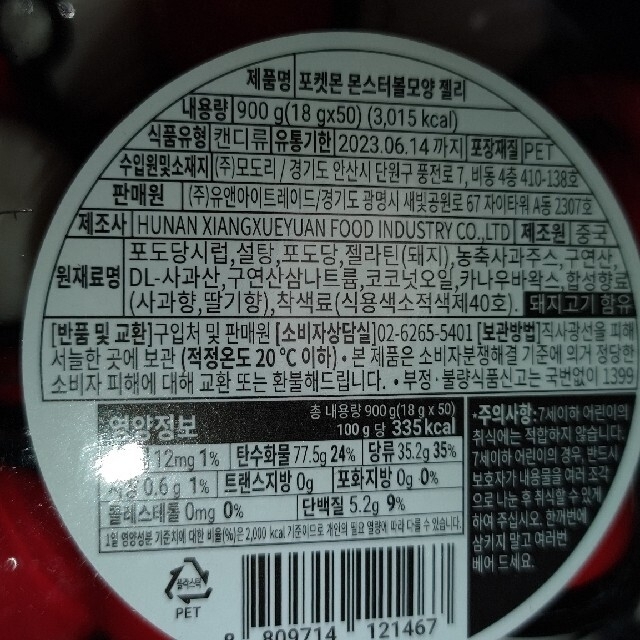 제품명 포켓몬 몬스터볼모양 젤리
내용량 900 g(18 gx50) (3,015 kcal)
식품유형 캔디류 유통기한 2023.06.14 까지 포장재질 PET
수입원및소재지 (주)모도리/경기도 안산시 단원구 풍전로 7, 비동 4층 410-138호
판매원 (주)유앤아이트레이드/경기도 광명시 새빛공원로 67 자이타워 A동 2307호
제조사 HUNAN XIANGXUEYUAN FOOD INDUSTRY CO.,LTD 제조원 중국
원재료명 포도당시럽,설탕,포도당,젤라틴(돼지),농축사과주스,구연산,
DL-사과산,구연산삼나트륨,코코넛오일,카나우바왁스,합성향료
(사과향,딸기향),착색료(식용색소적색제40호). 돼지고기 함유
[반품 및 교환]구입처 및 판매원 [소비자상담실]02-6265-5401 [보관방법]직사광선을 피해
서늘한 곳에 보관 (적정온도 20℃ 이하) • 본 제품은 소비자분쟁해결 기준에 의거 정당한
소비자 피해에 대해 교환 또는 환불해드립니다. • 부정·불량식품신고는 국번없이 1399
영양정보 총 내용량 900 g(18 g x 50)
100 g 당 335 kcal
12mg 1% 탄수화물 77.5g 24% 당류 35.2g 35%
지방 0.6 g 1% 트랜스지방 0g 포화지방 0g 0%
콜레스테롤 0mg 0% 단백질 5.2g 9%
1일 영양성분 기준치에 대한 비율(%)은 2,000 kcal 기준이므로 개인의 필요 열량에 따라 다를 수 있습니다.
*주의사항:7세이하 어린이의
취식에는 적합하지 않습니다.
7세이하 어린이의 경우 반드시
보호자가 내용물을 여러 조각
으로 나눈 후 취식할 수 있게
하여 주십시오. 한꺼번에
삼키지 말고 여러번
베어 드세요.
플라스틱
PET
8 809714 121467